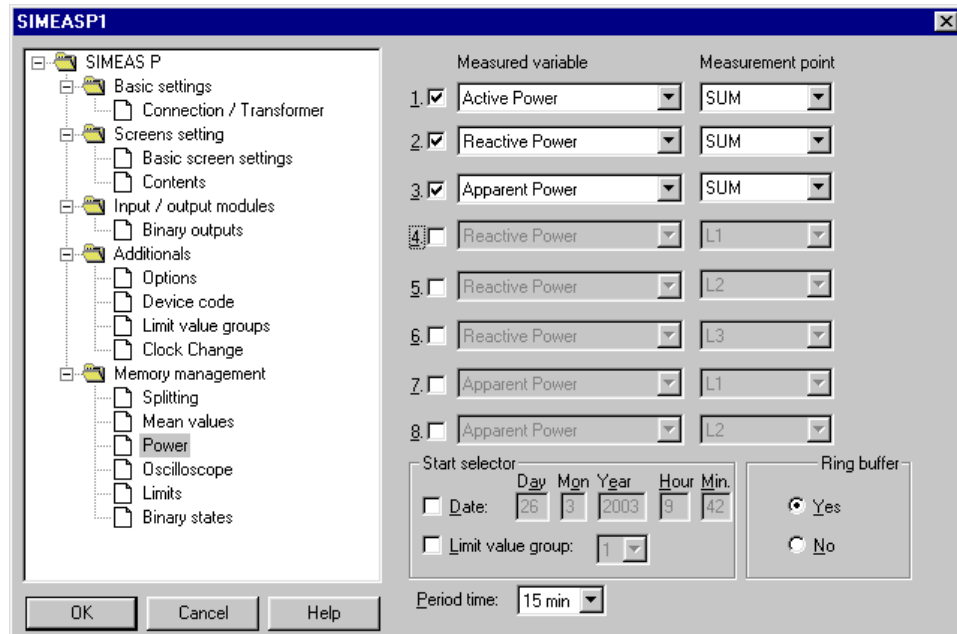 SIMEASP1
SIMEAS P
Basic settings
Connection / Transformer
Screens setting
Basic screen settings
Contents
Input / output modules
Binary outputs
Additionals
Options
Device code
Limit value groups
Clock Change
Memory management
Splitting
Mean values
Power
Oscilloscope
Limits
Binary states
OK Cancel Help
Measured variable Measurement point
1. Active Power SUM
2. Reactive Power SUM
3. Apparent Power SUM
4. Reactive Power L1
5. Reactive Power L2
6. Reactive Power L3
7. Apparent Power L1
8. Apparent Power L2
Start selector
Day Mon Year Hour Min.
Date: 26 3 2003 9 42
Limit value group: 1
Ring buffer
Yes
No
Period time: 15 min